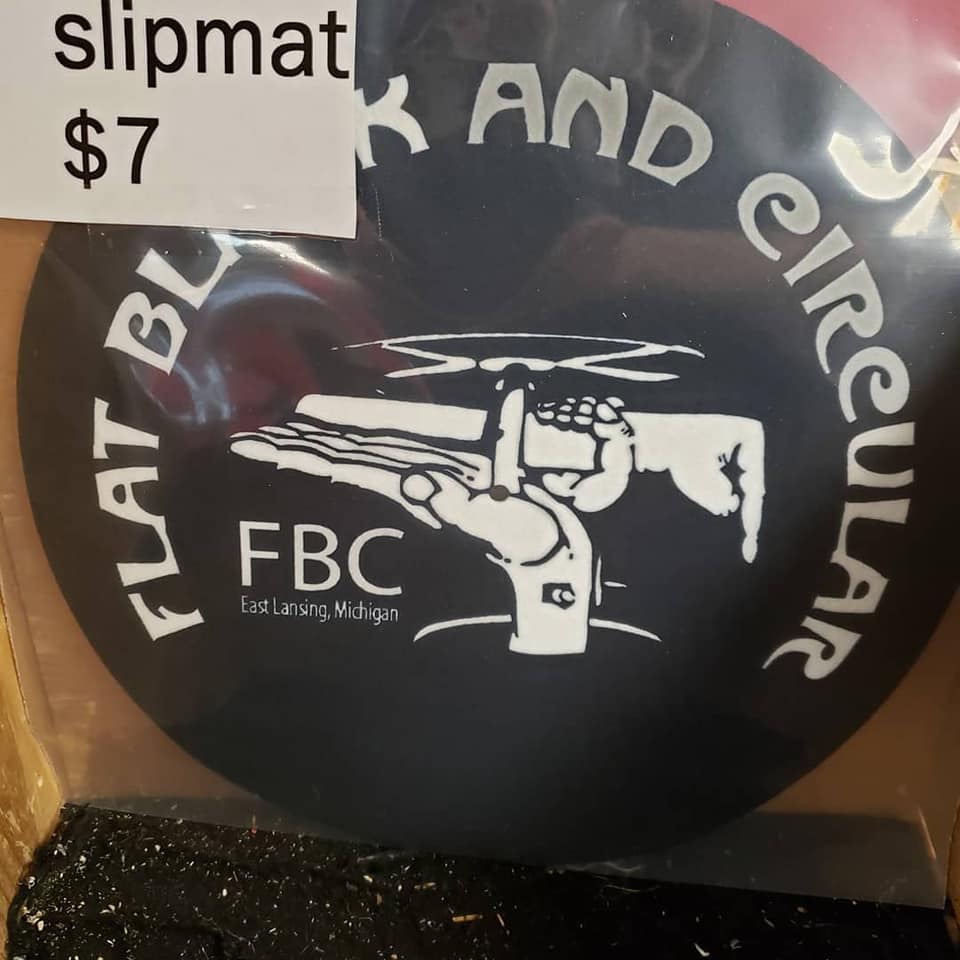 slipmat
$7
FLAT BL K AND CIRCULAR
FBC
East Lansing, Michigan